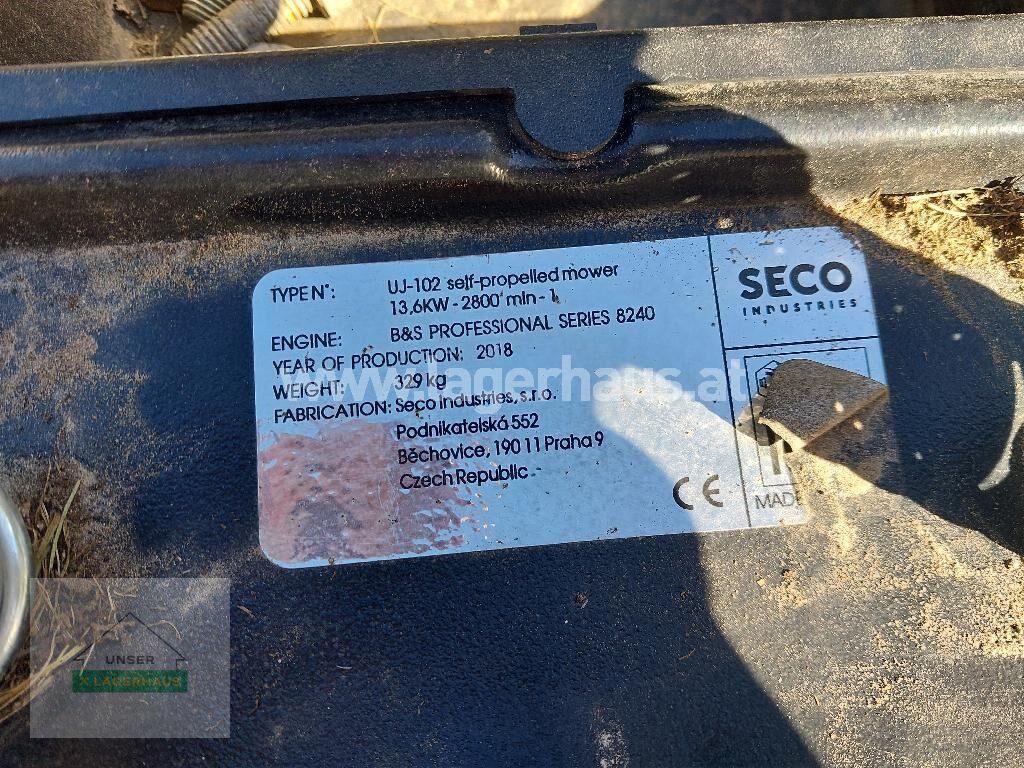 TYPE N°: UJ-102 self-propelled mower
13,6KW - 2800 min - 1
ENGINE: B&S PROFESSIONAL SERIES 8240
YEAR OF PRODUCTION: 2018
WEIGHT: 329 kg
FABRICATION: Seco industries, s.r.o.
Podnikatelská 552
Běchovice, 190 11 Praha 9
Czech Republic
CE
SECO
INDUSTRIES
MADE
www.lagerhaus.at
UNSER
X LAGERHAUS